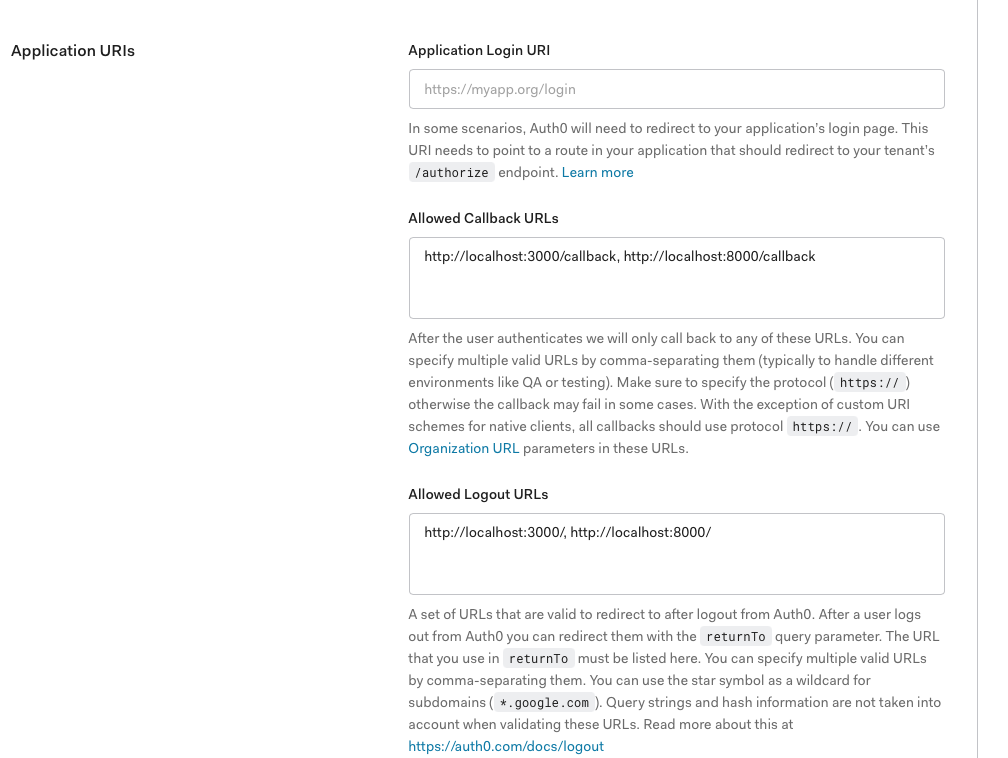 Application URIs
Application Login URI
https://myapp.org/login
In some scenarios, Auth0 will need to redirect to your application's login page. This
URI needs to point to a route in your application that should redirect to your tenant's
/authorize endpoint. Learn more
Allowed Callback URLs
http://localhost:3000/callback, http://localhost:8000/callback
After the user authenticates we will only call back to any of these URLs. You can
specify multiple valid URLs by comma-separating them (typically to handle different
environments like QA or testing). Make sure to specify the protocol ( https:// )
otherwise the callback may fail in some cases. With the exception of custom URI
schemes for native clients, all callbacks should use protocol https:// . You can use
Organization URL parameters in these URLs.
Allowed Logout URLs
http://localhost:3000/, http://localhost:8000/
A set of URLs that are valid to redirect to after logout from Auth0. After a user logs
out from Auth0 you can redirect them with the returnTo query parameter. The URL
that you use in returnTo must be listed here. You can specify multiple valid URLs
by comma-separating them. You can use the star symbol as a wildcard for
subdomains ( *.google.com ). Query strings and hash information are not taken into
account when validating these URLs. Read more about this at
https://auth0.com/docs/logout